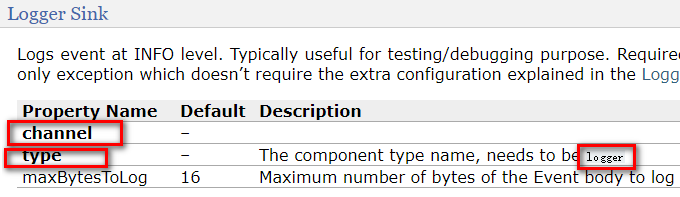 Logger Sink
Logs event at INFO level. Typically useful for testing/debugging purpose. Required
only exception which doesn’t require the extra configuration explained in the Logg
Property Name Default Description
channel –
type – The component type name, needs to be logger
maxBytesToLog 16 Maximum number of bytes of the Event body to log